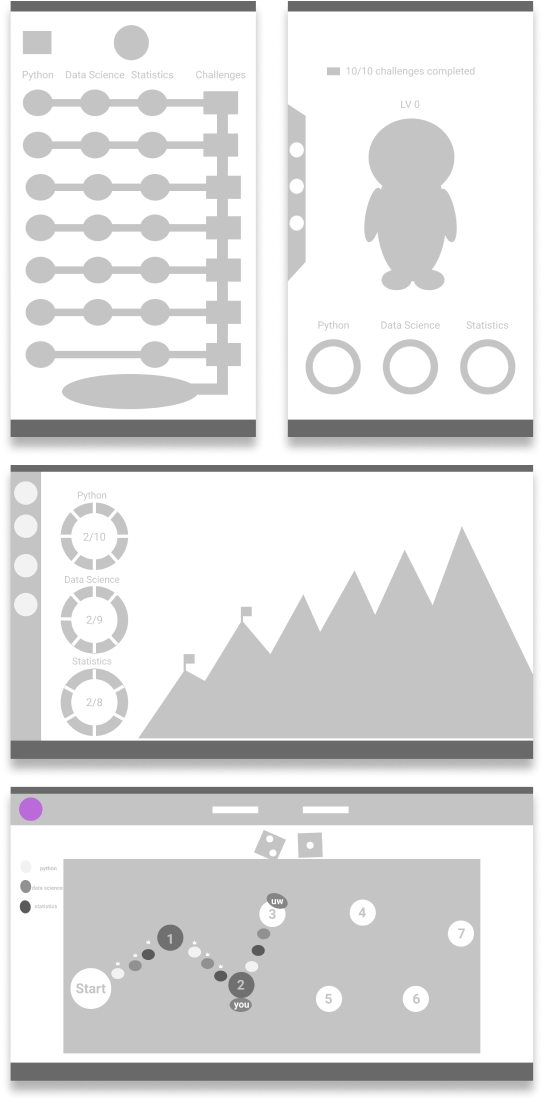 Python Data Science Statistics Challenges
10/10 challenges completed
LV 0
Python Data Science Statistics
Python
2/10
Data Science
2/9
Statistics
2/8
python
data science
statistics
Start
1
2
you
3
uw
4
5
6
7